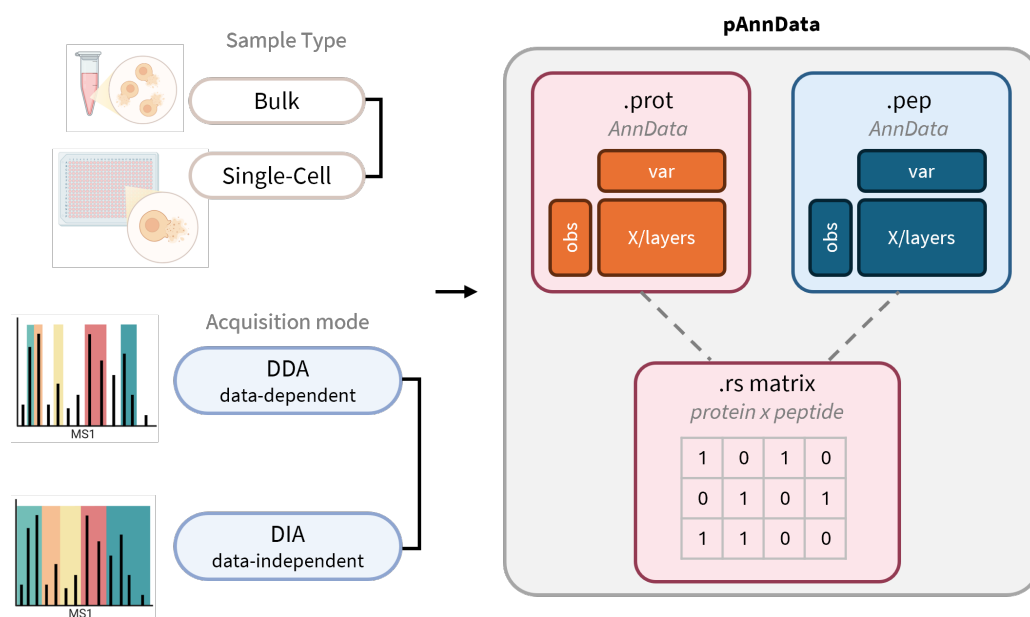 Sample Type
Bulk
Single-Cell
Acquisition mode
DDA
data-dependent
MS1
DIA
data-independent
MS1
pAnnData
.prot
AnnData
var
obs
X/layers
.pep
AnnData
var
obs
X/layers
.rs matrix
protein x peptide
1 0 1 0
0 1 0 1
1 1 0 0